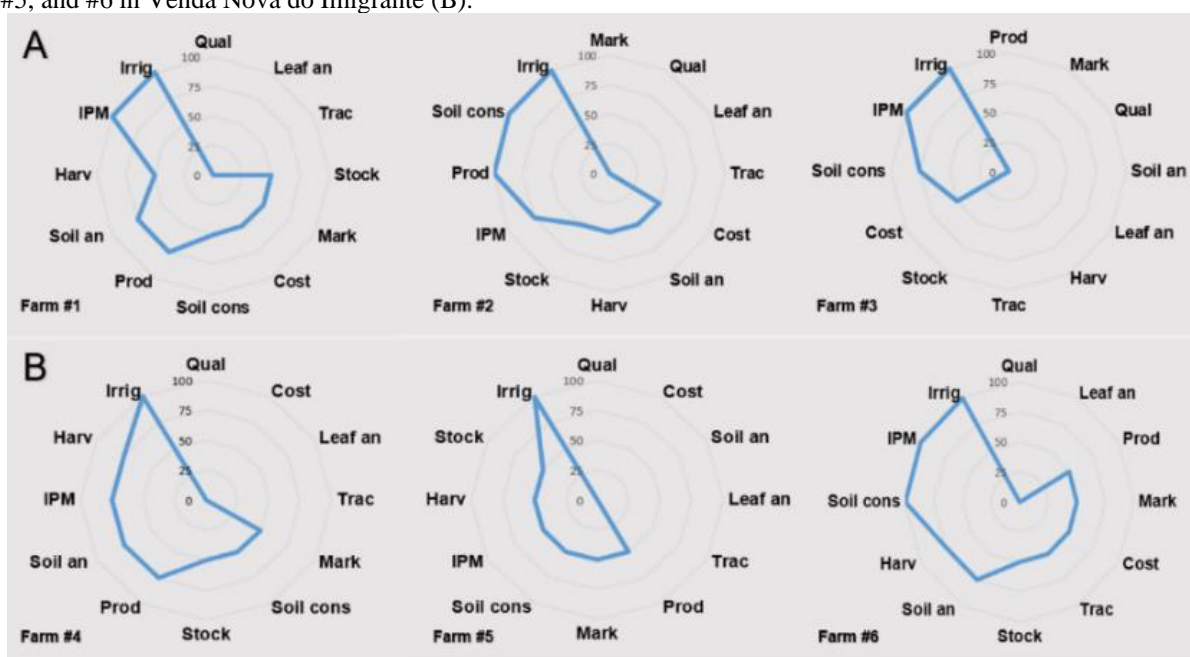 #5, and #6 in Venda Nova do Imigrante (B).
A
Qual
Leaf an
Trac
Stock
Mark
Cost
Soil cons
Prod
Soil an
Harv
IPM
Irrig
100
75
50
25
0
Farm #1
Mark
Qual
Leaf an
Trac
Cost
Soil an
Harv
Stock
IPM
Prod
Soil cons
Irrig
100
75
50
25
0
Farm #2
Prod
Mark
Qual
Soil an
Leaf an
Harv
Trac
Stock
Cost
Soil cons
IPM
Irrig
100
75
50
25
0
Farm #3
B
Qual
Cost
Leaf an
Trac
Mark
Soil cons
Stock
Prod
Soil an
IPM
Harv
Irrig
100
75
50
25
0
Farm #4
Qual
Cost
Soil an
Leaf an
Trac
Prod
Mark
Soil cons
IPM
Harv
Stock
Irrig
100
75
50
25
0
Farm #5
Qual
Leaf an
Prod
Mark
Cost
Trac
Stock
Soil an
Harv
Soil cons
IPM
Irrig
100
75
50
25
0
Farm #6